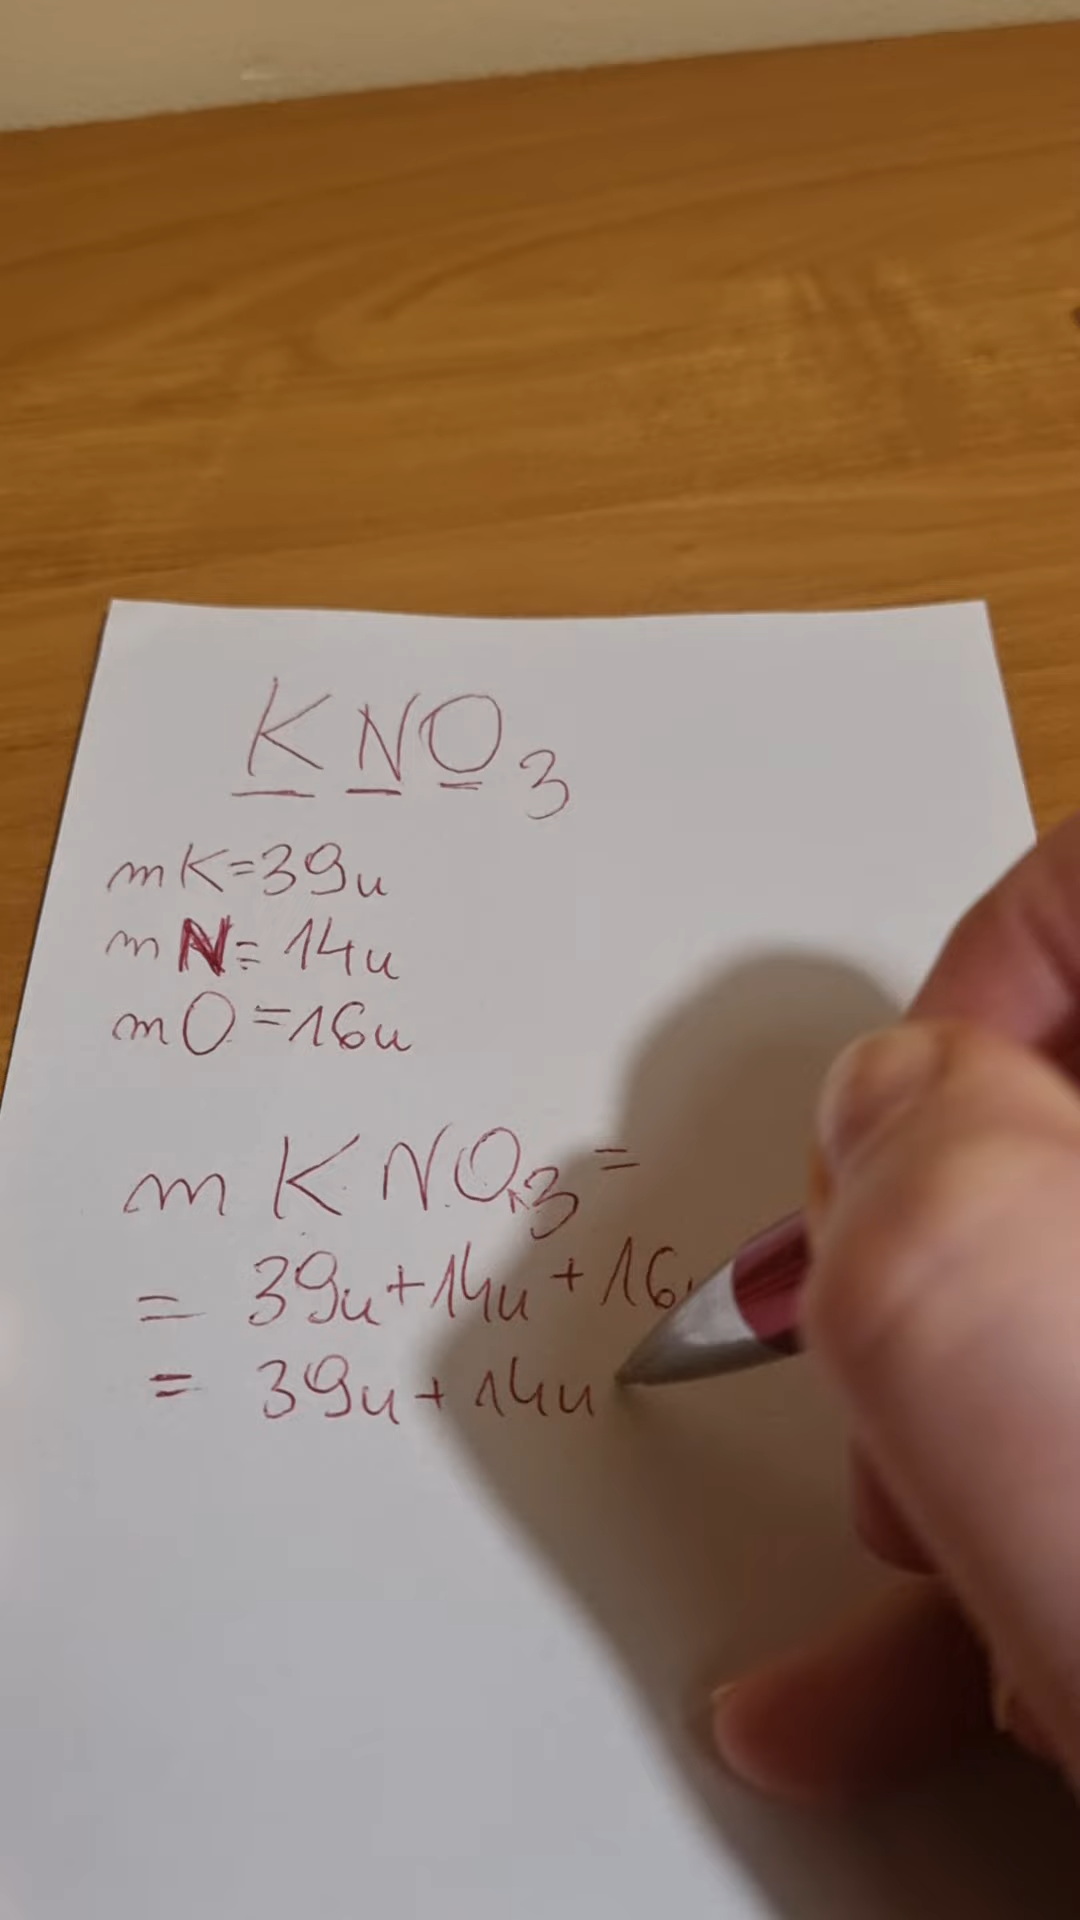 KNO₃
mK=39u
mN=14u
mO=16u
mKNO₃=
= 39u+14u+16
= 39u+14u